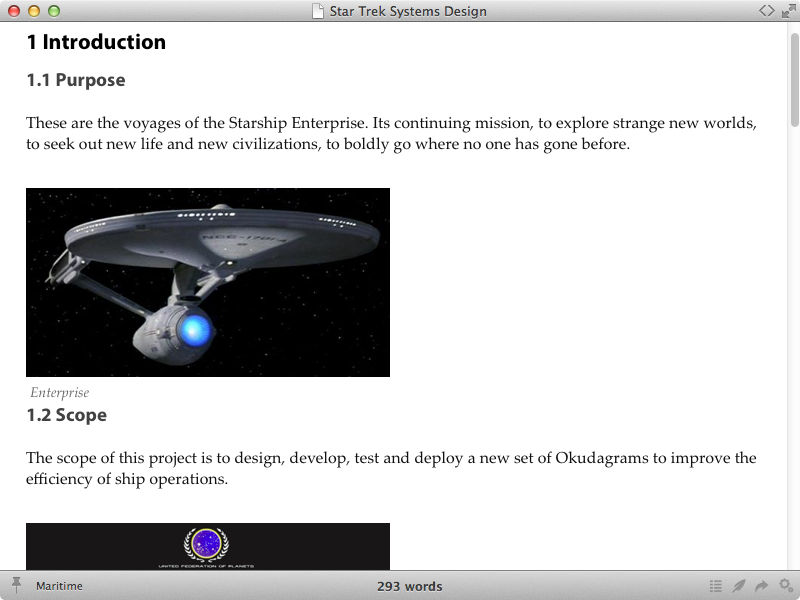 Star Trek Systems Design
1 Introduction
1.1 Purpose
These are the voyages of the Starship Enterprise. Its continuing mission, to explore strange new worlds,
to seek out new life and new civilizations, to boldly go where no one has gone before.
Enterprise
1.2 Scope
The scope of this project is to design, develop, test and deploy a new set of Okudagrams to improve the
efficiency of ship operations.
UNITED FEDERATION OF PLANETS
Maritime
293 words